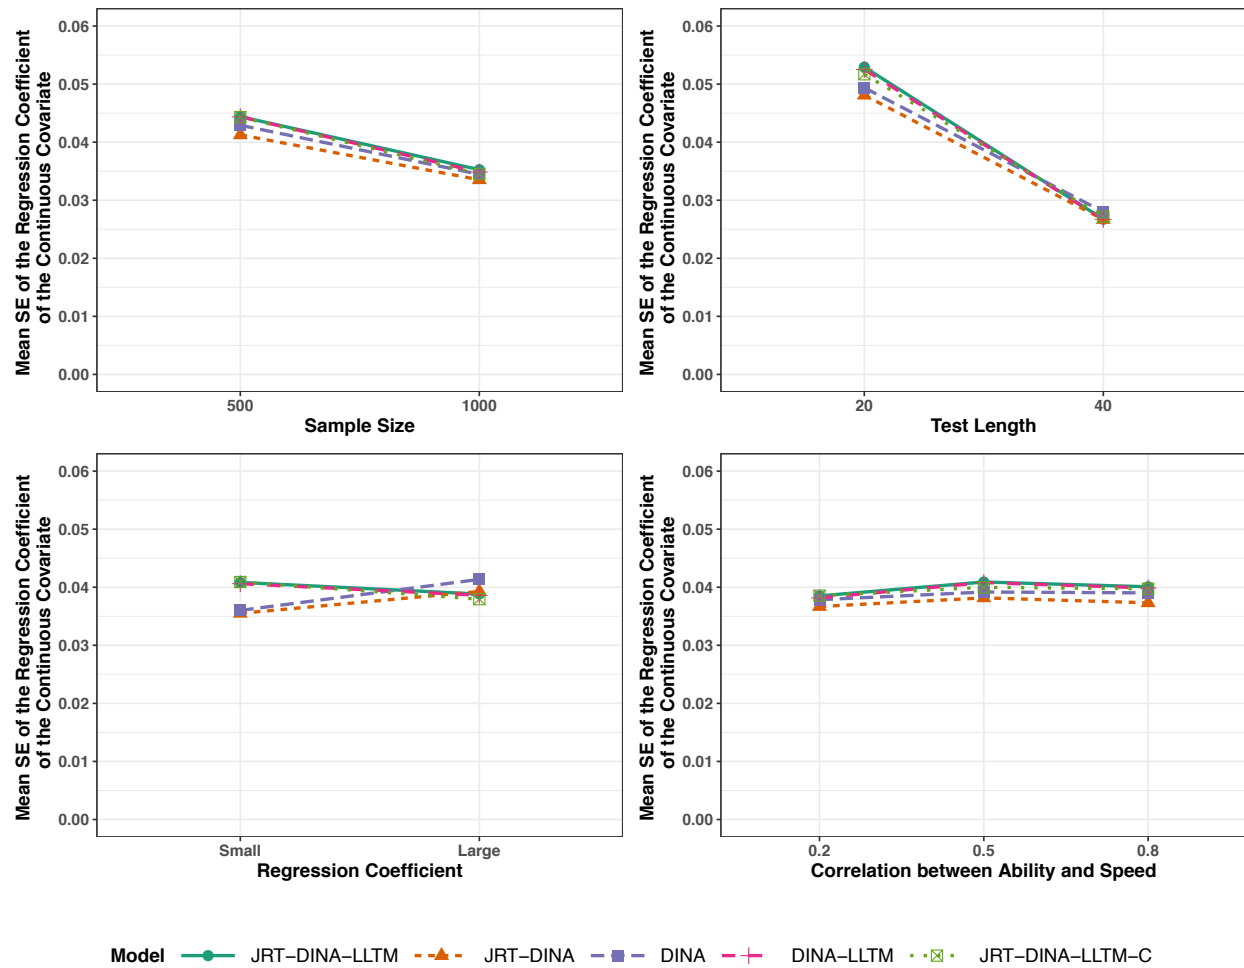 Mean SE of the Regression Coefficient
of the Continuous Covariate
0.06
0.05
0.04
0.03
0.02
0.01
0.00
500
1000
Sample Size
Mean SE of the Regression Coefficient
of the Continuous Covariate
0.06
0.05
0.04
0.03
0.02
0.01
0.00
20
40
Test Length
Mean SE of the Regression Coefficient
of the Continuous Covariate
0.06
0.05
0.04
0.03
0.02
0.01
0.00
Small
Large
Regression Coefficient
Mean SE of the Regression Coefficient
of the Continuous Covariate
0.06
0.05
0.04
0.03
0.02
0.01
0.00
0.2
0.5
0.8
Correlation between Ability and Speed
Model JRT−DINA−LLTM JRT−DINA DINA DINA−LLTM JRT−DINA−LLTM−C